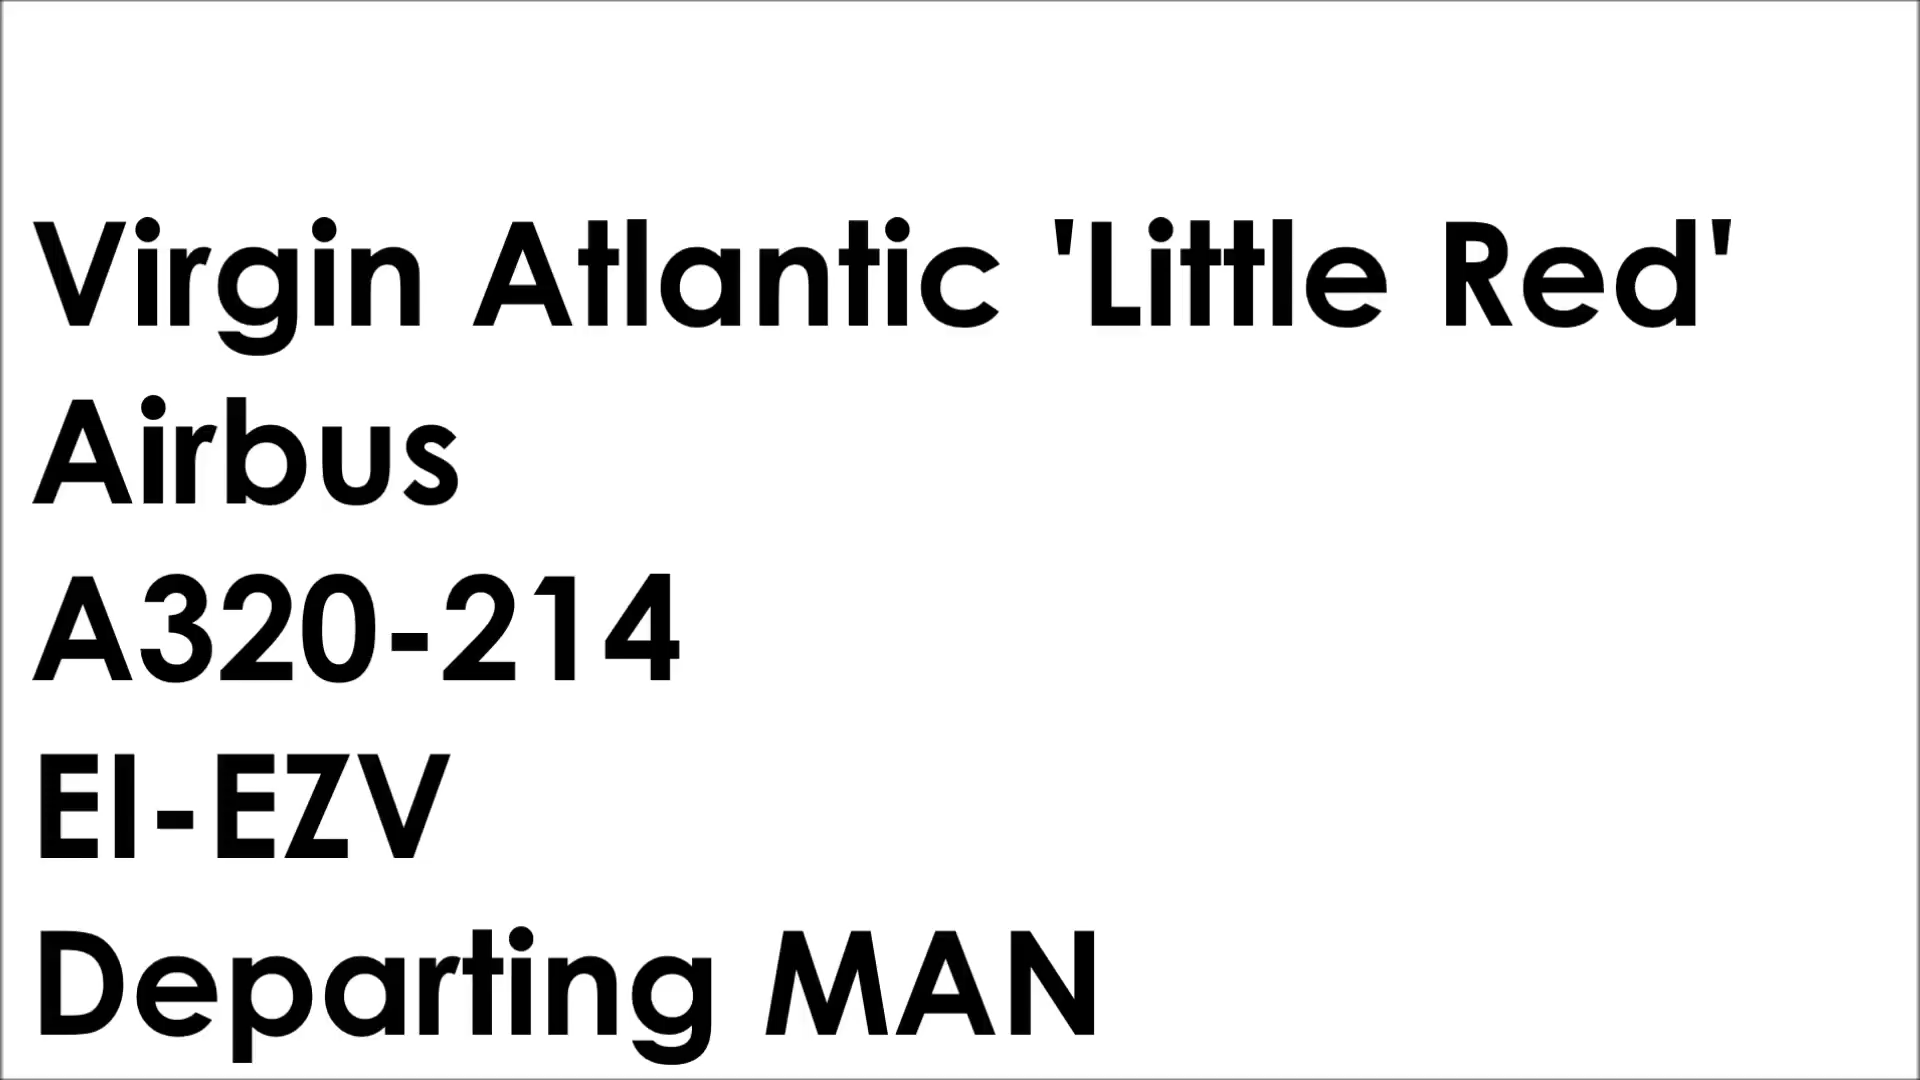 Virgin Atlantic 'Little Red'
Airbus
A320-214
EI-EZV
Departing MAN